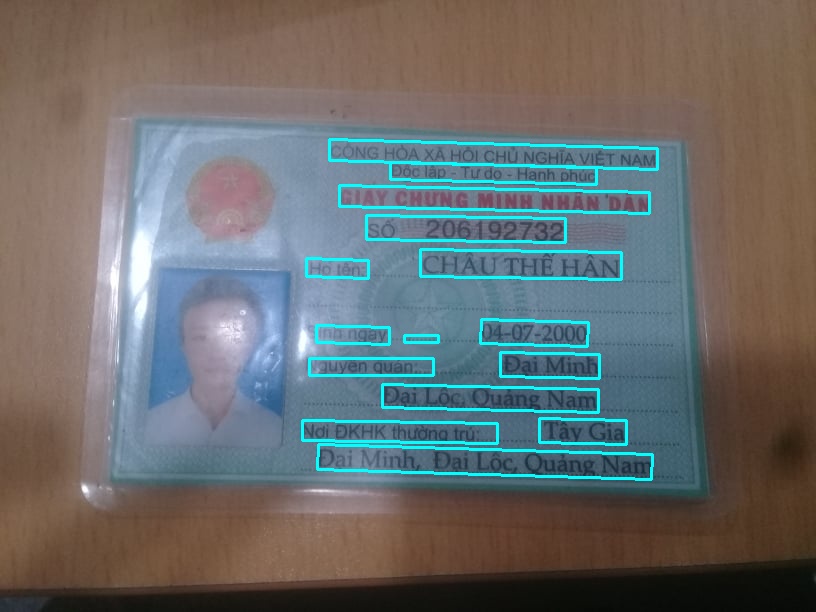 CỘNG HÒA XÃ HỘI CHỦ NGHĨA VIỆT NAM
Độc lập - Tự do - Hạnh phúc
GIẤY CHỨNG MINH NHÂN DÂN
SỐ 206192732
Họ tên: CHÂU THẾ HÂN
Sinh ngày 04-07-2000
Nguyên quán: Đại Minh
Đại Lộc, Quảng Nam
Nơi ĐKHK thường trú: Tây Gia
Đại Minh, Đại Lộc, Quảng Nam